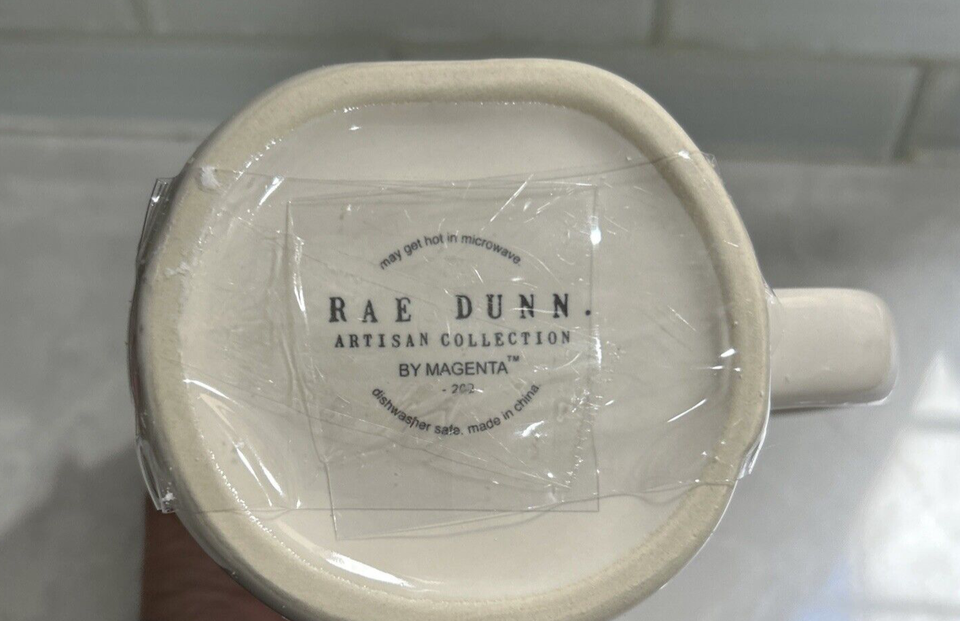 may get hot in microwave.
RAE DUNN.
ARTISAN COLLECTION
BY MAGENTA™
dishwasher safe. made in china